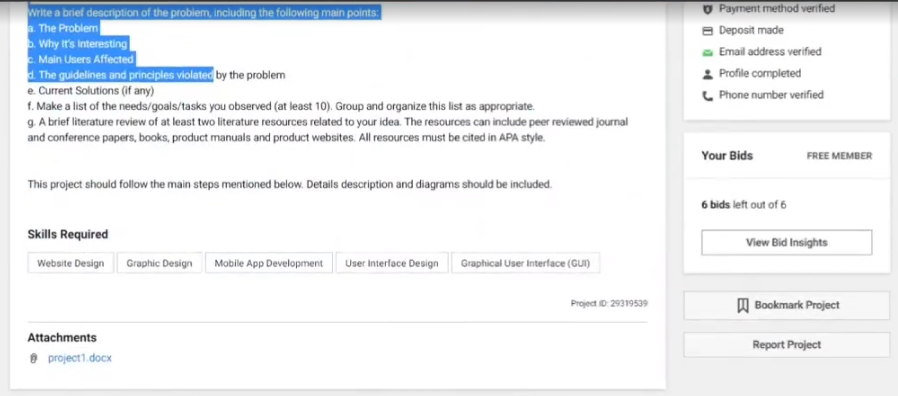 Write a brief description of the problem, including the following main points:
a. The Problem
b. Why It's Interesting
c. Main Users Affected
d. The guidelines and principles violated by the problem
e. Current Solutions (if any)
f. Make a list of the needs/goals/tasks you observed (at least 10). Group and organize this list as appropriate.
g. A brief literature review of at least two literature resources related to your idea. The resources can include peer reviewed journal
and conference papers, books, product manuals and product websites. All resources must be cited in APA style.
This project should follow the main steps mentioned below. Details description and diagrams should be included.
Skills Required
Website Design
Graphic Design
Mobile App Development
User Interface Design
Graphical User Interface (GUI)
Project ID: 29319539
Attachments
project1.docx
Payment method verified
Deposit made
Email address verified
Profile completed
Phone number verified
Your Bids
FREE MEMBER
6 bids left out of 6
View Bid Insights
Bookmark Project
Report Project